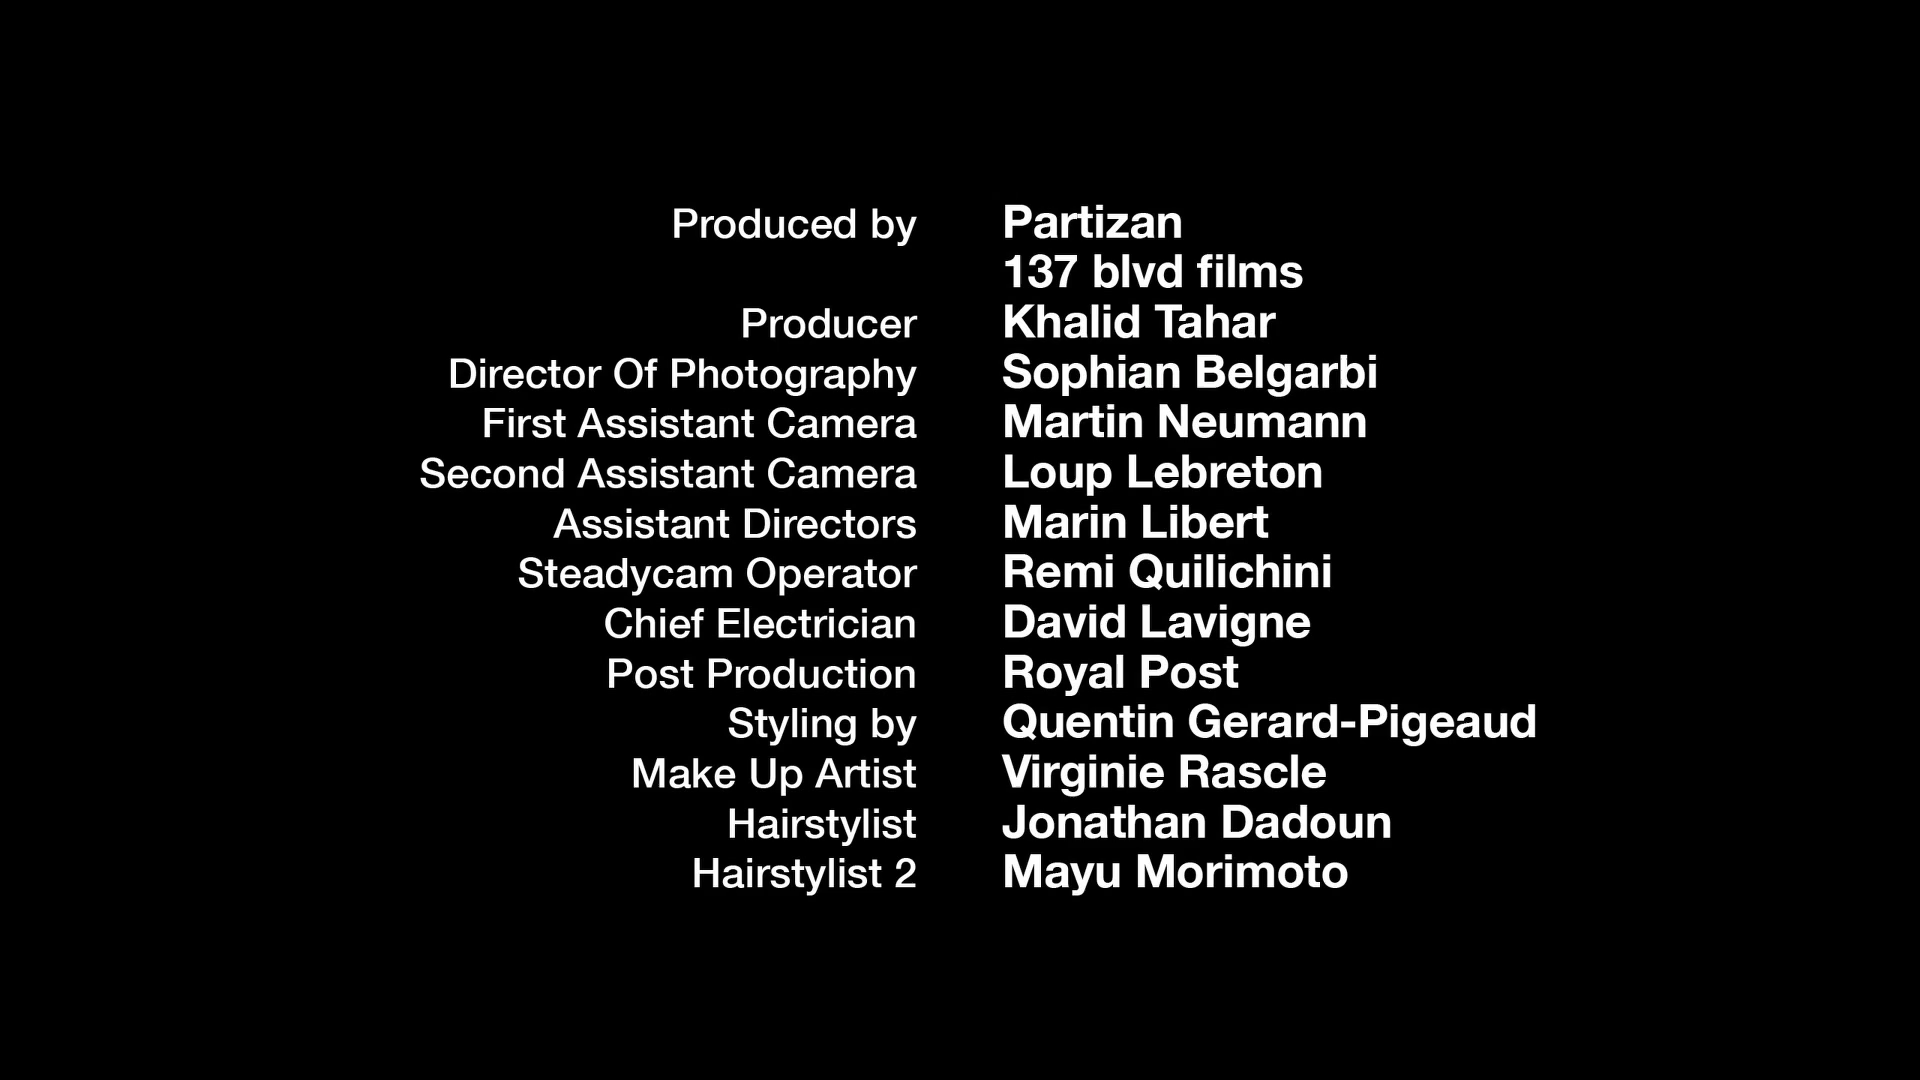 Produced by Partizan
137 blvd films
Producer Khalid Tahar
Director Of Photography Sophian Belgarbi
First Assistant Camera Martin Neumann
Second Assistant Camera Loup Lebreton
Assistant Directors Marin Libert
Steadycam Operator Remi Quilichini
Chief Electrician David Lavigne
Post Production Royal Post
Styling by Quentin Gerard-Pigeaud
Make Up Artist Virginie Rascle
Hairstylist Jonathan Dadoun
Hairstylist 2 Mayu Morimoto